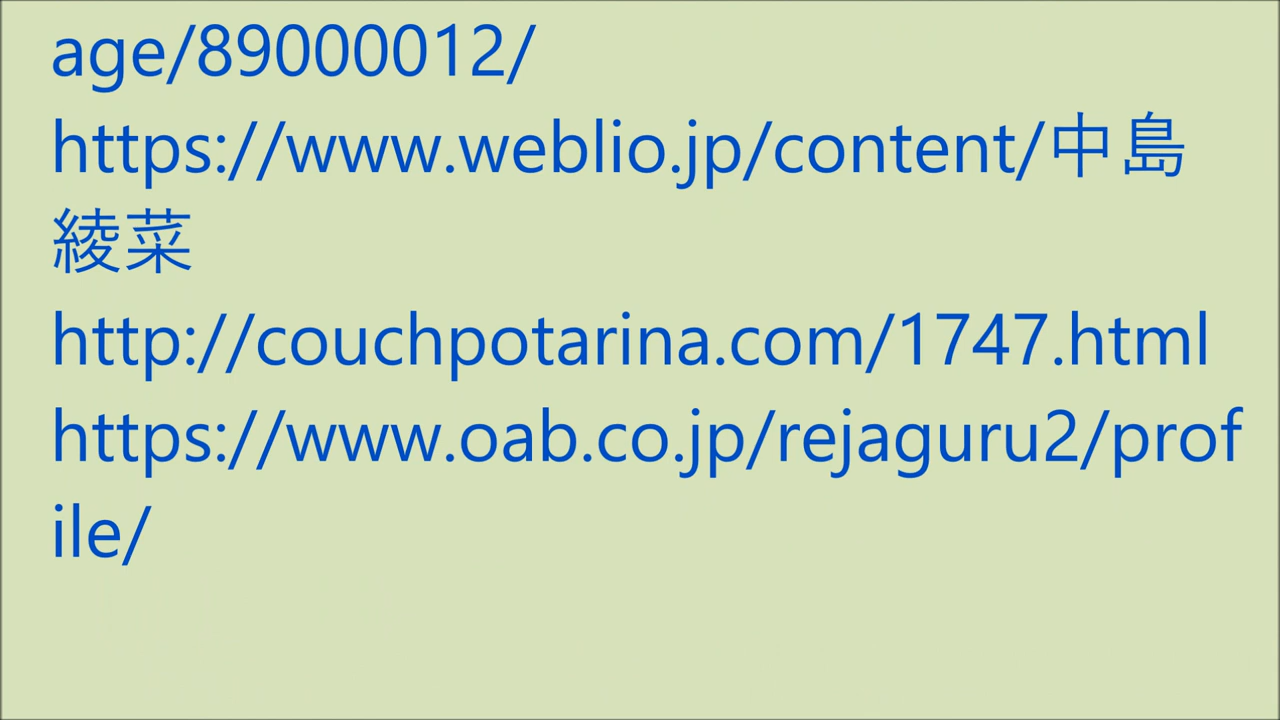 age/89000012/
https://www.weblio.jp/content/中島
綾菜
http://couchpotarina.com/1747.html
https://www.oab.co.jp/rejaguru2/prof
ile/